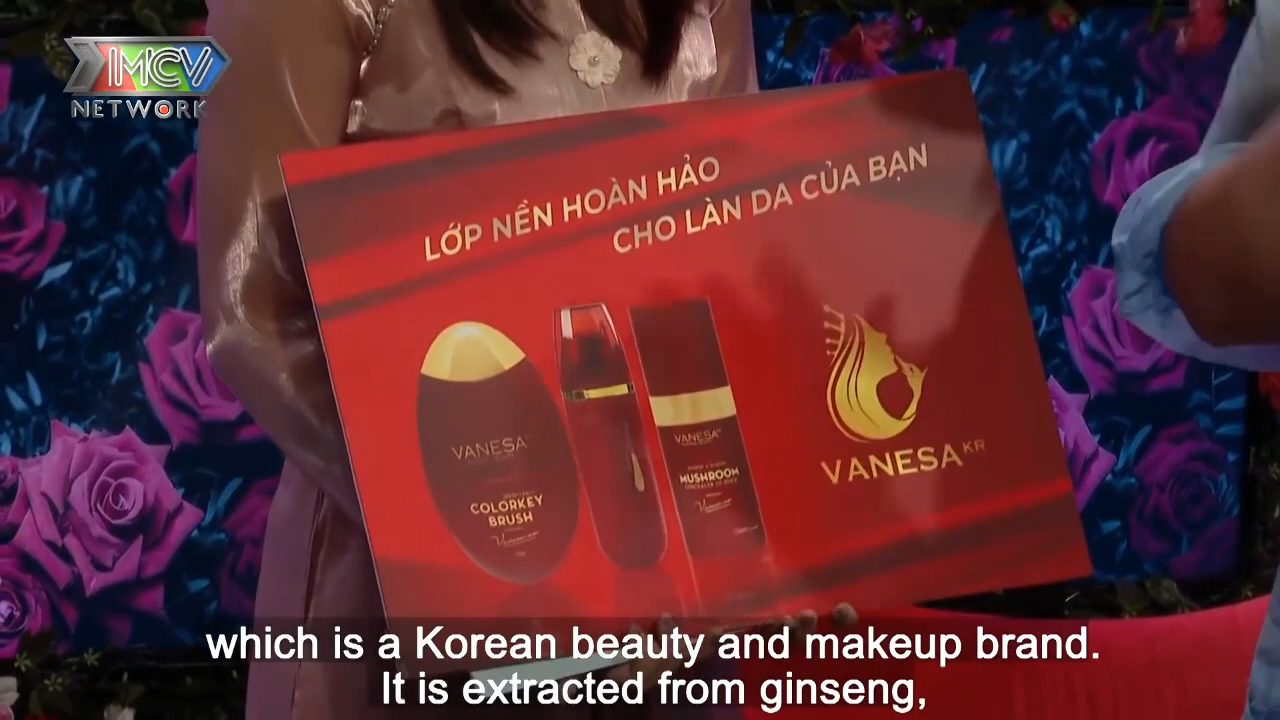 MCV
NETWORK
LỚP NỀN HOÀN HẢO
CHO LÀN DA CỦA BẠN
VANESA
COLORKEY
BRUSH
VANESA
MUSHROOM
VANESA KR
which is a Korean beauty and makeup brand.
It is extracted from ginseng,